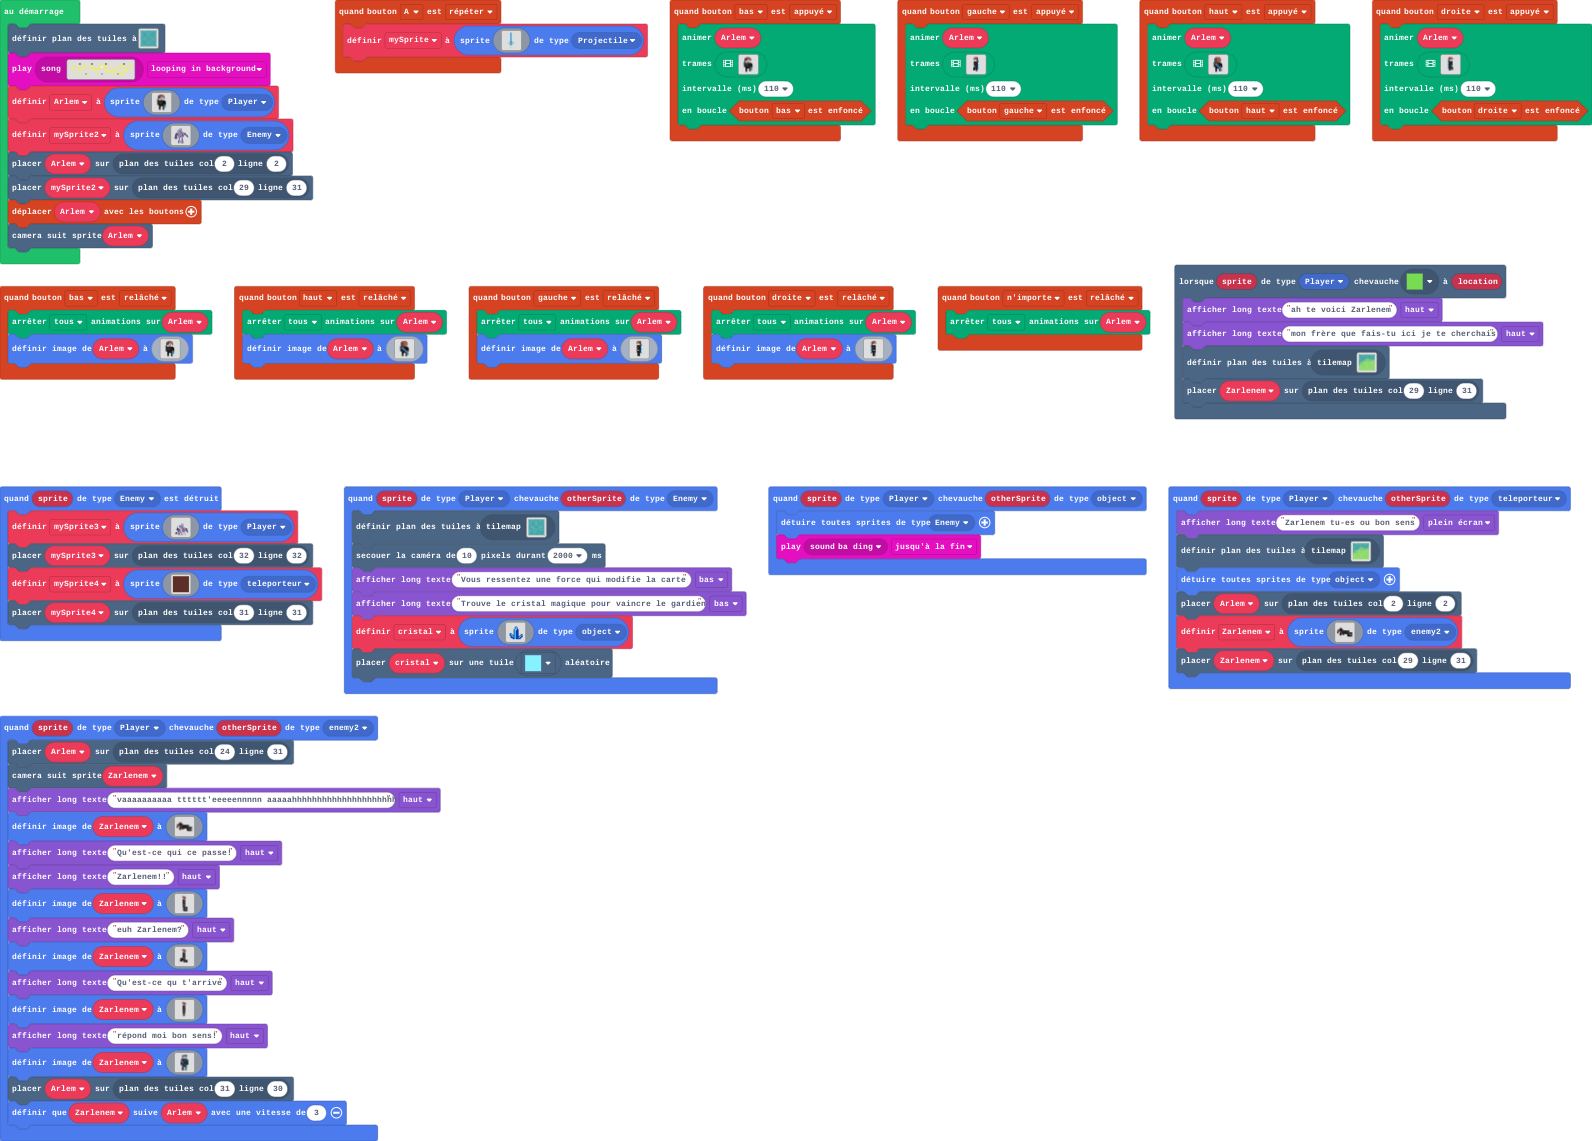 au démarrage
définir plan des tuiles à
play song looping in background
définir Arlem à sprite de type Player
définir mySprite2 à sprite de type Enemy
placer Arlem sur plan des tuiles col 2 ligne 2
placer mySprite2 sur plan des tuiles col 29 ligne 31
déplacer Arlem avec les boutons
camera suit sprite Arlem
quand bouton A est répéter
définir mySprite à sprite de type Projectile
quand bouton bas est appuyé
animer Arlem
trames
intervalle (ms) 110
en boucle bouton bas est enfoncé
quand bouton gauche est appuyé
animer Arlem
trames
intervalle (ms) 110
en boucle bouton gauche est enfoncé
quand bouton haut est appuyé
animer Arlem
trames
intervalle (ms) 110
en boucle bouton haut est enfoncé
quand bouton droite est appuyé
animer Arlem
trames
intervalle (ms) 110
en boucle bouton droite est enfoncé
quand bouton bas est relâché
arrêter tous animations sur Arlem
définir image de Arlem à
quand bouton haut est relâché
arrêter tous animations sur Arlem
définir image de Arlem à
quand bouton gauche est relâché
arrêter tous animations sur Arlem
définir image de Arlem à
quand bouton droite est relâché
arrêter tous animations sur Arlem
définir image de Arlem à
quand bouton n'importe est relâché
arrêter tous animations sur Arlem
lorsque sprite de type Player chevauche à location
afficher long texte "ah te voici Zarlenem" haut
afficher long texte "mon frère que fais-tu ici je te cherchais" haut
définir plan des tuiles à tilemap
placer Zarlenem sur plan des tuiles col 29 ligne 31
quand sprite de type Enemy est détruit
définir mySprite3 à sprite de type Player
placer mySprite3 sur plan des tuiles col 32 ligne 32
définir mySprite4 à sprite de type teleporteur
placer mySprite4 sur plan des tuiles col 31 ligne 31
quand sprite de type Player chevauche otherSprite de type Enemy
définir plan des tuiles à tilemap
secouer la caméra de 10 pixels durant 2000 ms
afficher long texte "Vous ressentez une force qui modifie la carte" bas
afficher long texte "Trouve le cristal magique pour vaincre le gardien" bas
définir cristal à sprite de type object
placer cristal sur une tuile aléatoire
quand sprite de type Player chevauche otherSprite de type object
détuire toutes sprites de type Enemy
play sound ba ding jusqu'à la fin
quand sprite de type Player chevauche otherSprite de type teleporteur
afficher long texte "Zarlenem tu-es ou bon sens" plein écran
définir plan des tuiles à tilemap
détuire toutes sprites de type object
placer Arlem sur plan des tuiles col 2 ligne 2
définir Zarlenem à sprite de type enemy2
placer Zarlenem sur plan des tuiles col 29 ligne 31
quand sprite de type Player chevauche otherSprite de type enemy2
placer Arlem sur plan des tuiles col 24 ligne 31
camera suit sprite Zarlenem
afficher long texte haut
définir image de Zarlenem à
afficher long texte "Qu'est-ce qui ce passe!" haut
afficher long texte "Zarlenem!!" haut
définir image de Zarlenem à
afficher long texte "euh Zarlenem?" haut
définir image de Zarlenem à
afficher long texte "Qu'est-ce qu t'arrive" haut
définir image de Zarlenem à
afficher long texte "répond moi bon sens!" haut
définir image de Zarlenem à
placer Arlem sur plan des tuiles col 31 ligne 30
définir que Zarlenem suive Arlem avec une vitesse de 3